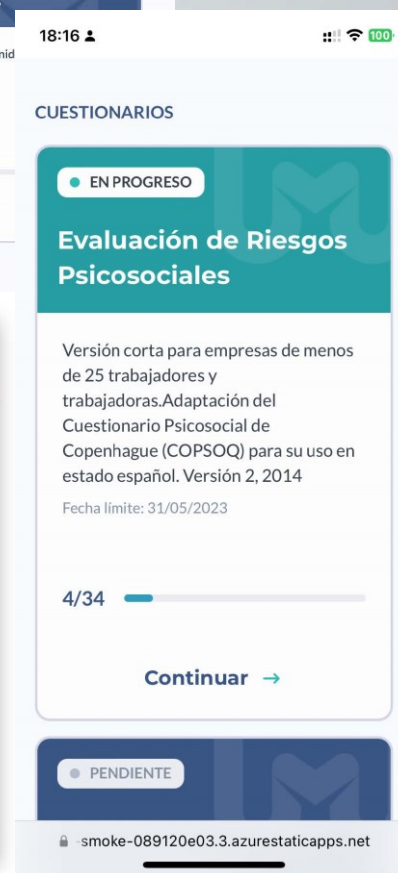 18:16
100
CUESTIONARIOS
EN PROGRESO
Evaluación de Riesgos
Psicosociales
Versión corta para empresas de menos
de 25 trabajadores y
trabajadoras.Adaptación del
Cuestionario Psicosocial de
Copenhague (COPSOQ) para su uso en
estado español. Versión 2, 2014
Fecha límite: 31/05/2023
4/34
Continuar →
PENDIENTE
-smoke-089120e03.3.azurestaticapps.net